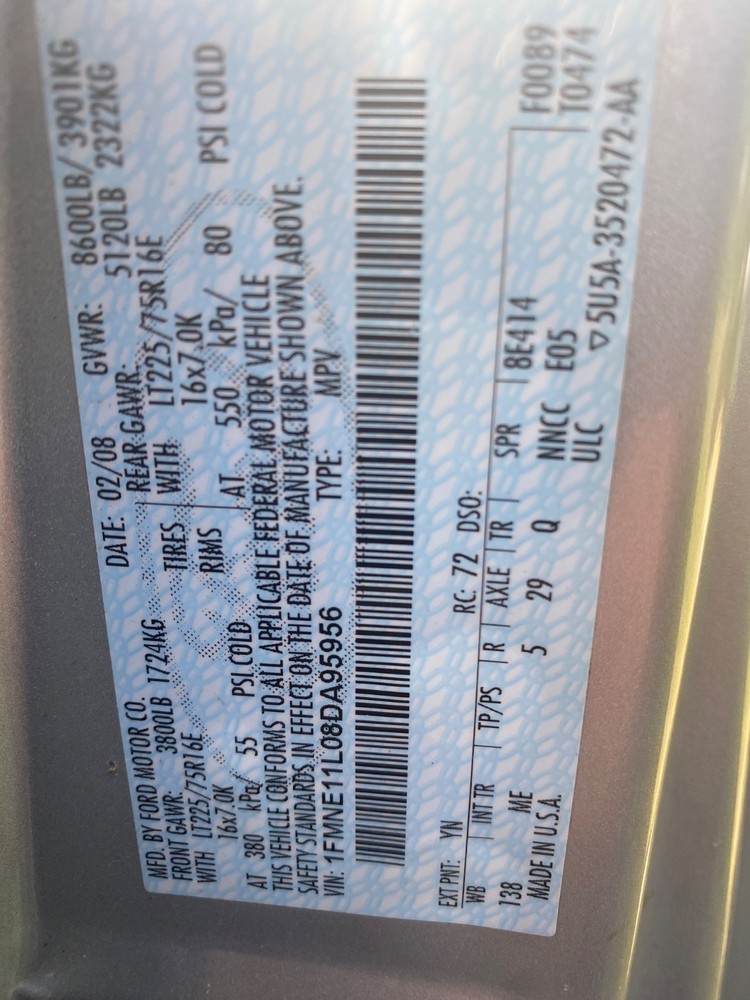 MFD. BY FORD MOTOR CO.
DATE: 02/08 GVWR: 8600LB/ 3901KG
FRONT GAWR: 3800LB 1724KG REAR GAWR: 5120LB 2322KG
WITH LT225/75R16E TIRES WITH LT225/75R16E
16x7.0K RIMS 16x7.0K
AT 380 kPa/ 55 PSI COLD AT 550 kPa/ 80 PSI COLD
THIS VEHICLE CONFORMS TO ALL APPLICABLE FEDERAL MOTOR VEHICLE
SAFETY STANDARDS IN EFFECT ON THE DATE OF MANUFACTURE SHOWN ABOVE.
VIN: 1FMNE11L08DA95956 TYPE: MPV
EXT PNT: YN RC: 72 DSO: F0089
WB INT TR TP/PS R AXLE TR SPR 8E414 T0474
138 ME 5 29 Q NNCC E05
MADE IN U.S.A. ULC ▽5U5A-3520472-AA